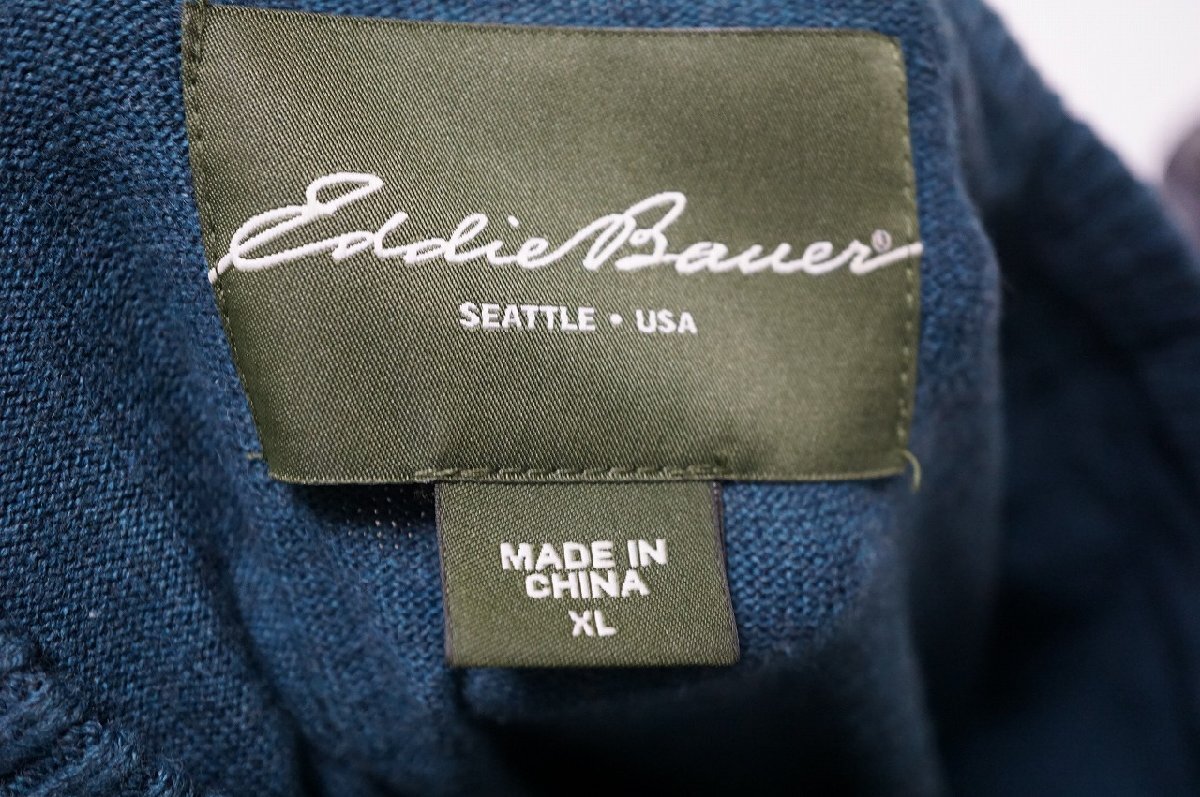 Eddie Bauer®
SEATTLE • USA
MADE IN
CHINA
XL